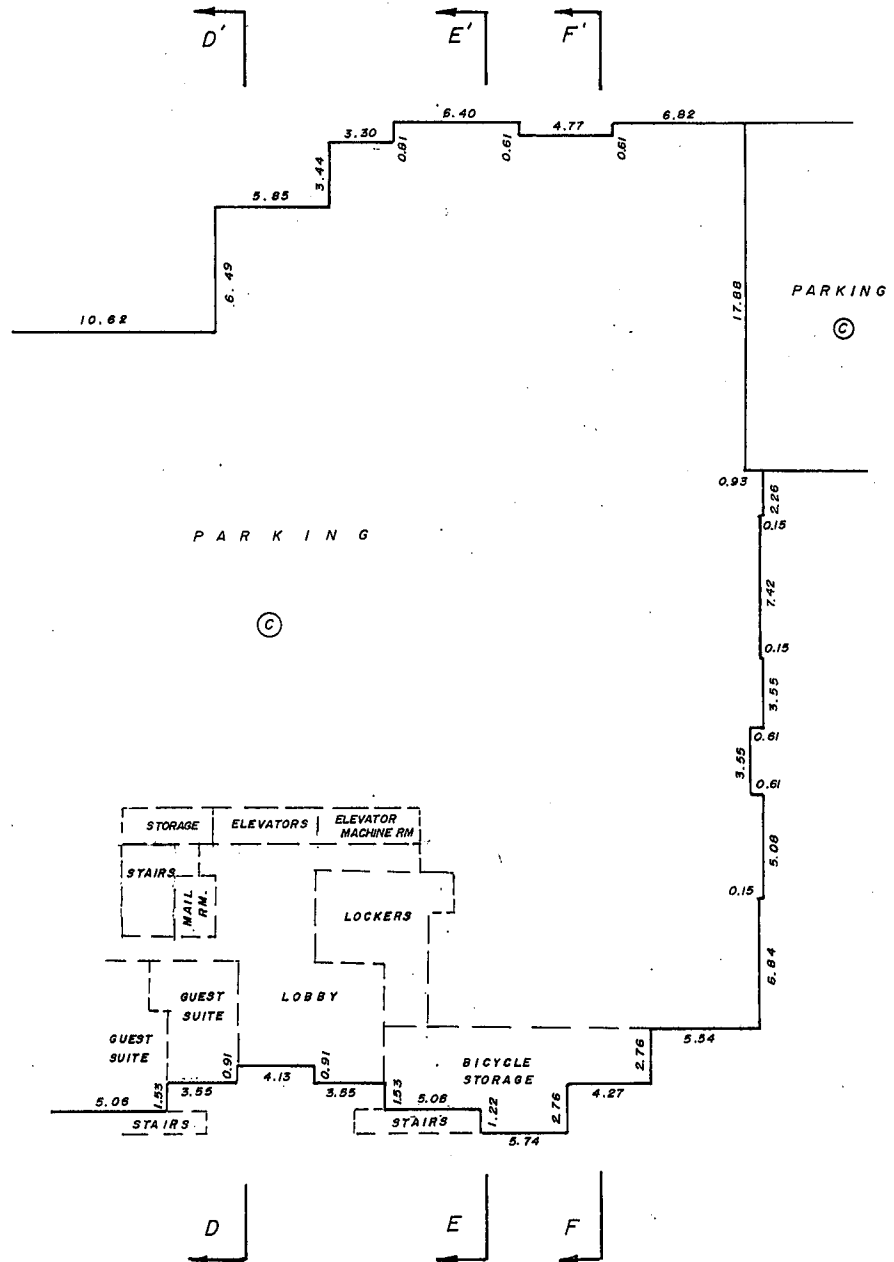 D'
E'
F'
6.40
6.82
3.30
4.77
0.91
0.61
0.61
3.44
5.85
6.49
17.88
PARKING
10.62
C
0.93
2.26
0.15
PARKING
7.42
C
0.15
3.55
0.61
3.55
0.61
STORAGE
ELEVATORS
ELEVATOR
MACHINE RM
5.08
STAIRS
MAIL
RM.
0.15
LOCKERS
6.84
GUEST
SUITE
LOBBY
GUEST
SUITE
5.54
BICYCLE
STORAGE
2.76
0.91
4.13
0.91
1.53
3.55
3.55
1.53
4.27
5.06
5.06
1.22
2.76
STAIRS
STAIRS
5.74
D
E
F